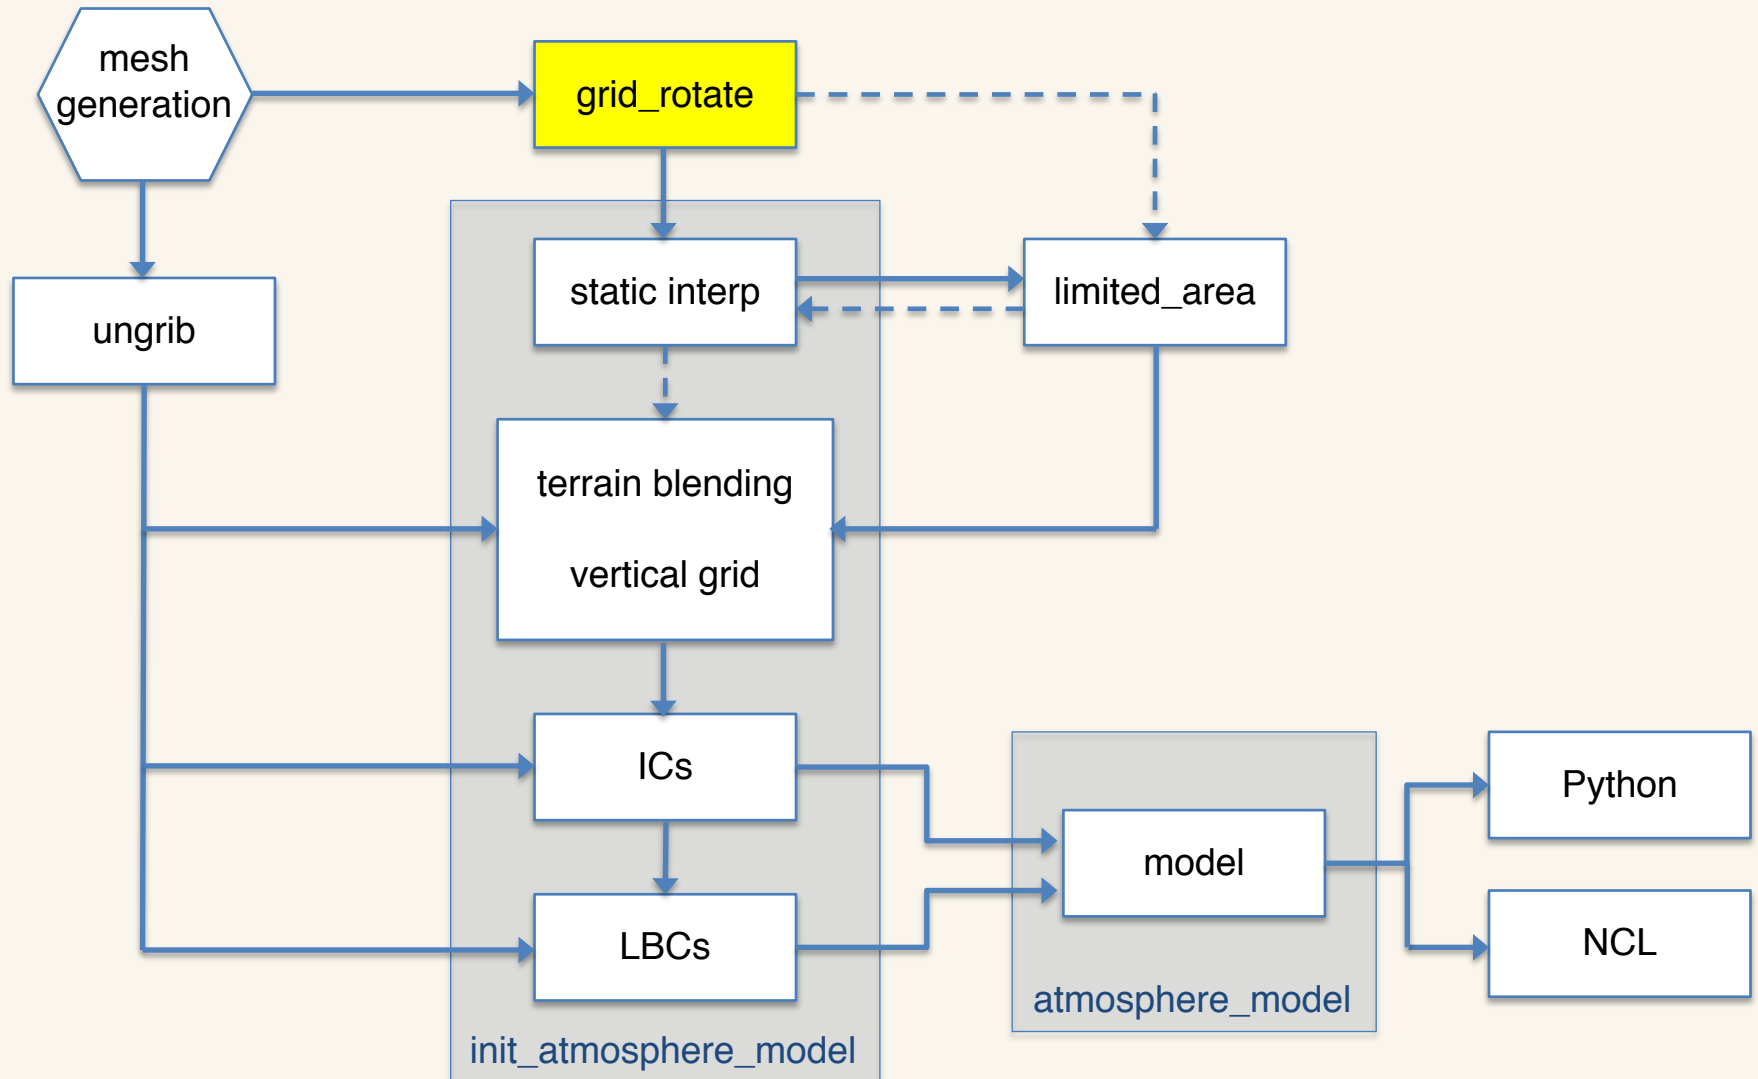 mesh
generation
grid_rotate
static interp
limited_area
ungrib
terrain blending
vertical grid
ICs
Python
model
LBCs
NCL
atmosphere_model
init_atmosphere_model